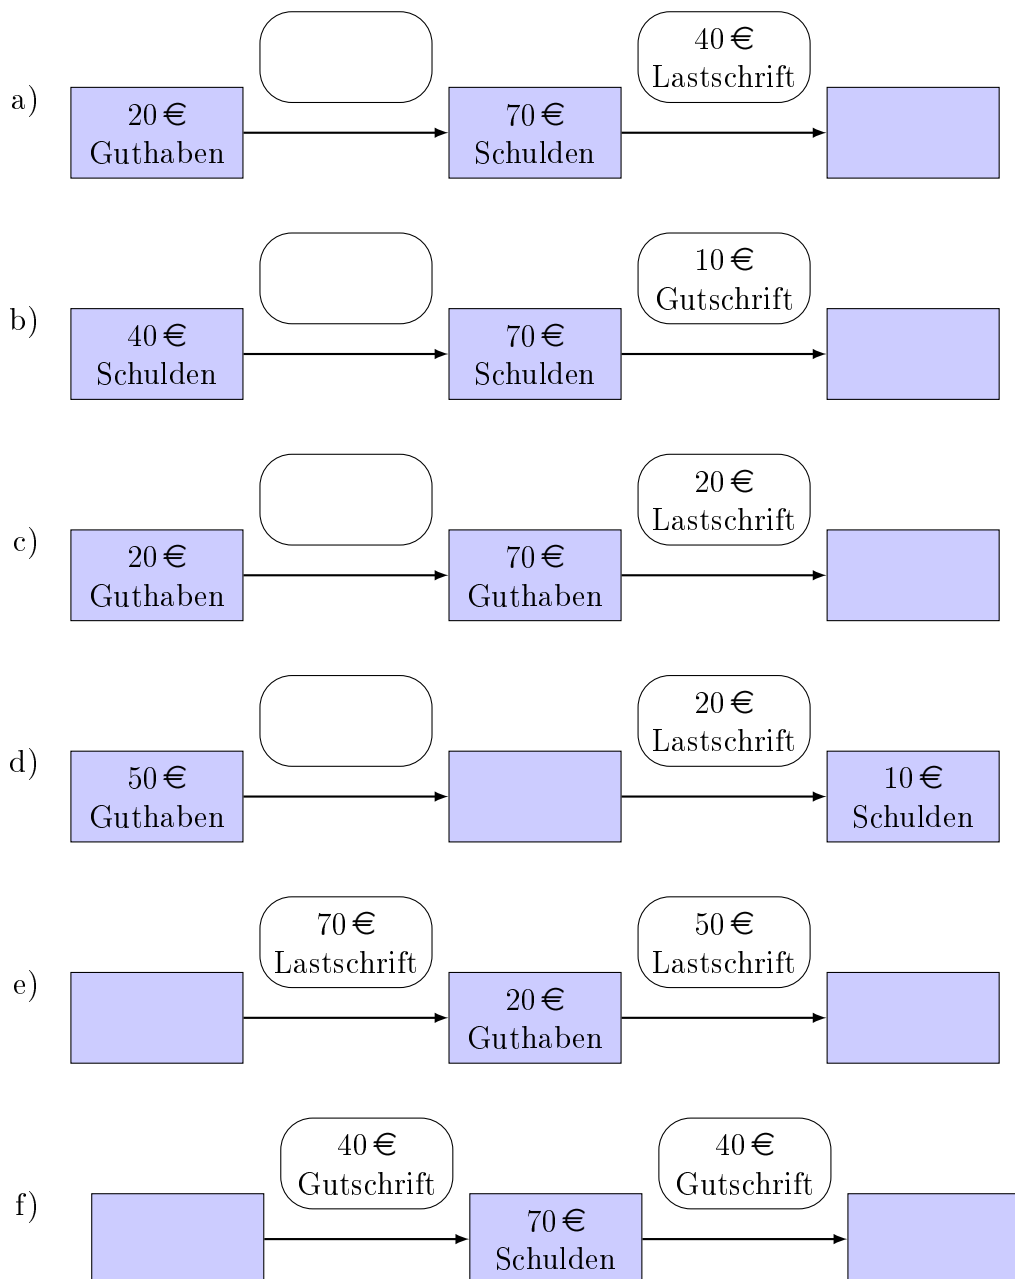 40 €
Lastschrift
a)
20 €
Guthaben
70 €
Schulden
10 €
Gutschrift
b)
40 €
Schulden
70 €
Schulden
20 €
Lastschrift
c)
20 €
Guthaben
70 €
Guthaben
20 €
Lastschrift
d)
50 €
Guthaben
10 €
Schulden
70 €
Lastschrift
50 €
Lastschrift
e)
20 €
Guthaben
40 €
Gutschrift
40 €
Gutschrift
f)
70 €
Schulden